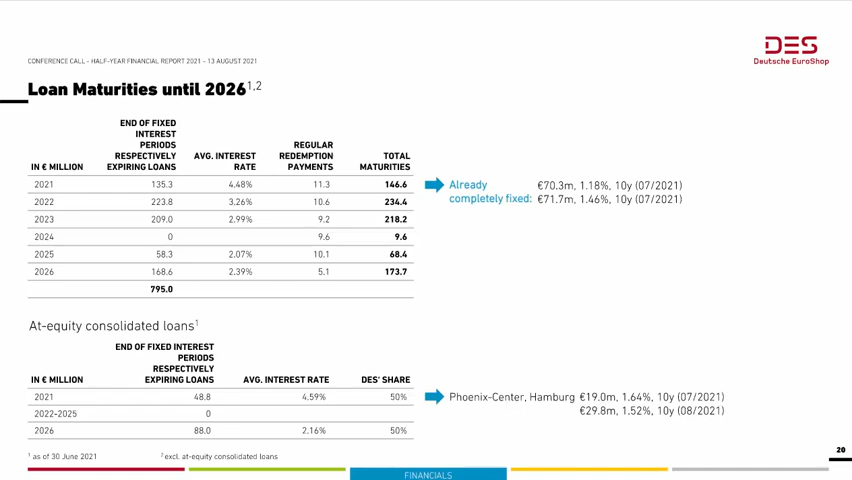 DES
Deutsche EuroShop
CONFERENCE CALL - HALF-YEAR FINANCIAL REPORT 2021 – 13 AUGUST 2021
Loan Maturities until 2026¹,²
END OF FIXED
INTEREST
PERIODS
RESPECTIVELY
EXPIRING LOANS
IN € MILLION
AVG. INTEREST
RATE
REGULAR
REDEMPTION
PAYMENTS
TOTAL
MATURITIES
2021 135.3 4.48% 11.3 146.6
2022 223.8 3.26% 10.6 234.4
2023 209.0 2.99% 9.2 218.2
2024 0 9.6 9.6
2025 58.3 2.07% 10.1 68.4
2026 168.6 2.39% 5.1 173.7
795.0
Already
completely fixed:
€70.3m, 1.18%, 10y (07/2021)
€71.7m, 1.46%, 10y (07/2021)
At-equity consolidated loans¹
END OF FIXED INTEREST
PERIODS
RESPECTIVELY
IN € MILLION EXPIRING LOANS AVG. INTEREST RATE DES' SHARE
2021 48.8 4.59% 50%
2022-2025 0
2026 88.0 2.16% 50%
Phoenix-Center, Hamburg €19.0m, 1.64%, 10y (07/2021)
€29.8m, 1.52%, 10y (08/2021)
¹ as of 30 June 2021 ² excl. at-equity consolidated loans
20
FINANCIALS